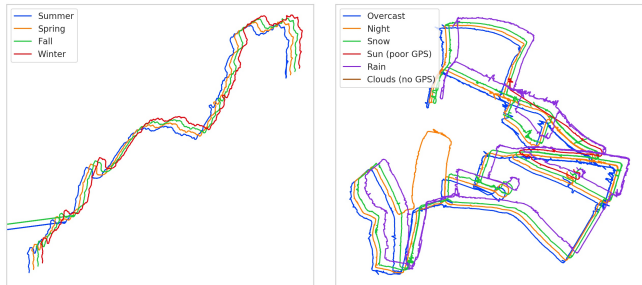 Summer
Spring
Fall
Winter
Overcast
Night
Snow
Sun (poor GPS)
Rain
Clouds (no GPS)